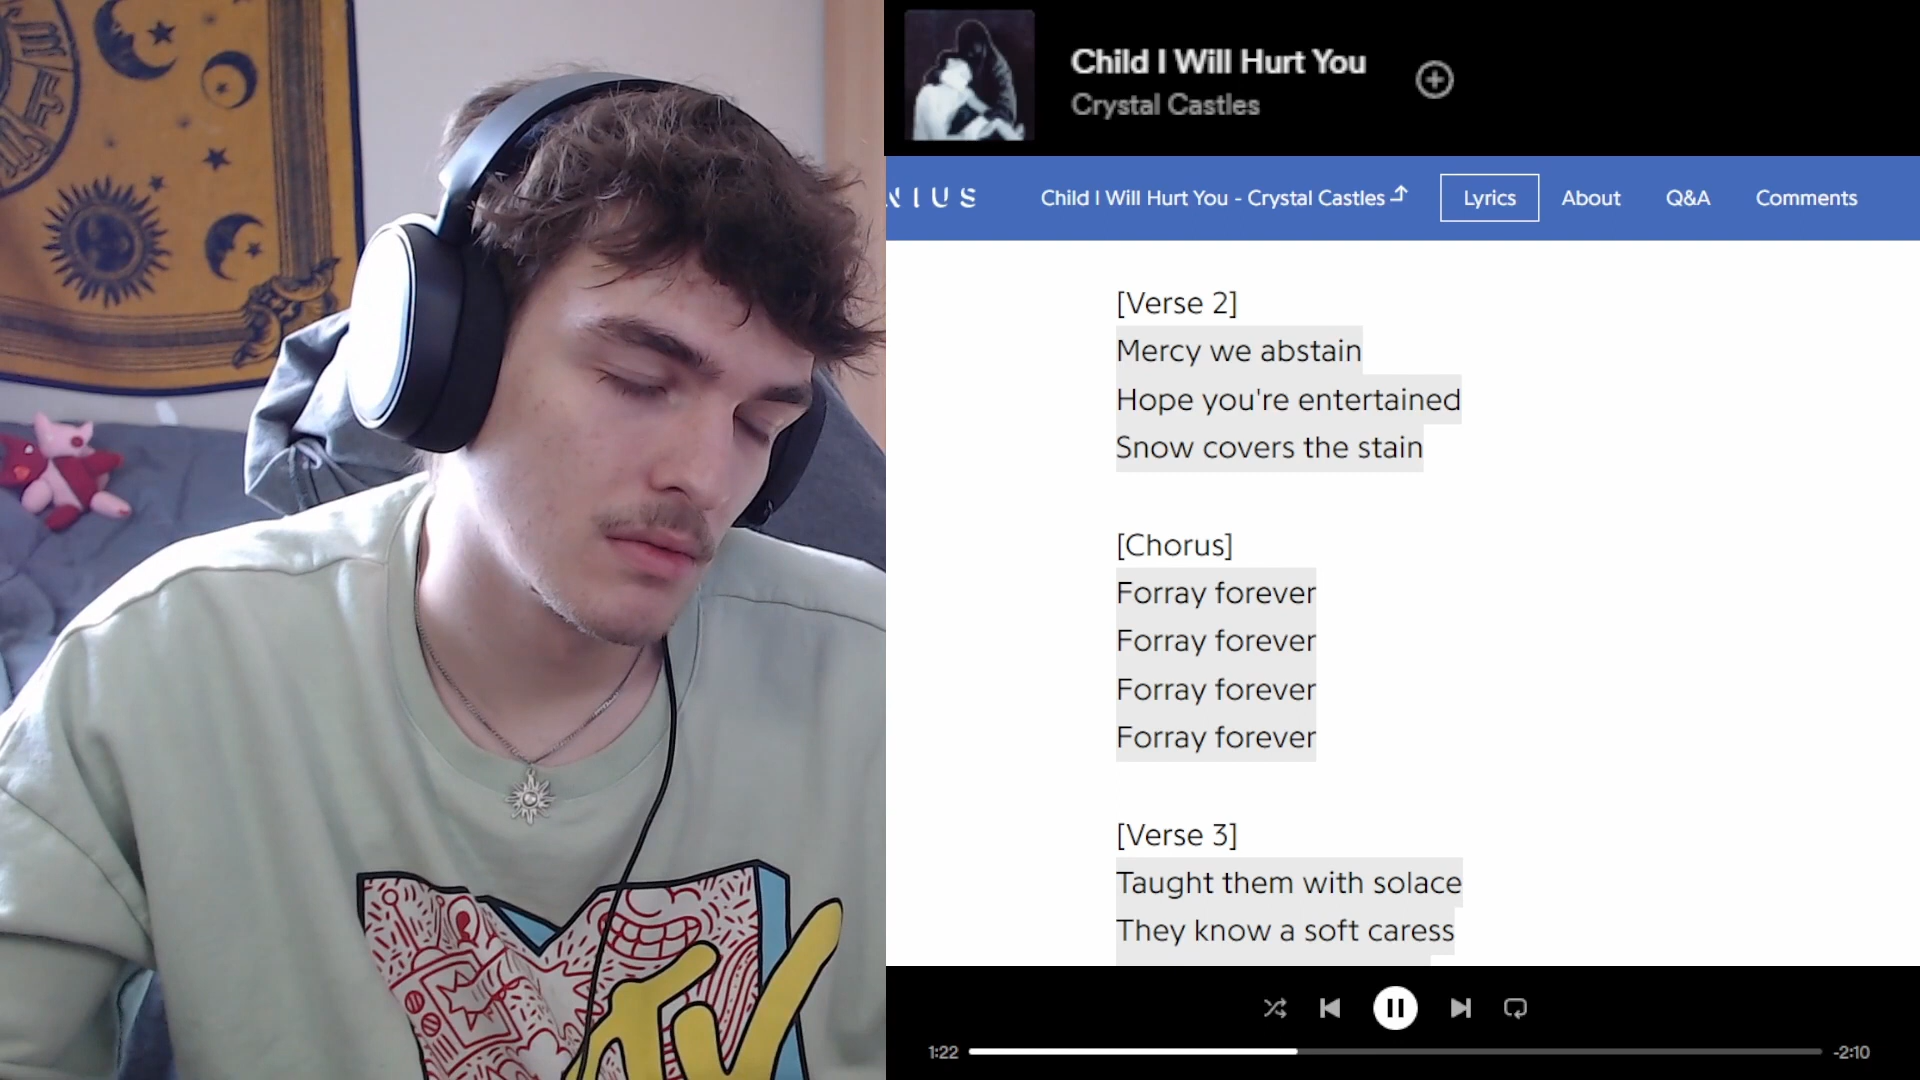 Child I Will Hurt You
Crystal Castles
NIUS
Child I Will Hurt You - Crystal Castles
Lyrics
About
Q&A
Comments
[Verse 2]
Mercy we abstain
Hope you're entertained
Snow covers the stain
[Chorus]
Forray forever
Forray forever
Forray forever
Forray forever
[Verse 3]
Taught them with solace
They know a soft caress
1:22
-2:10
TV